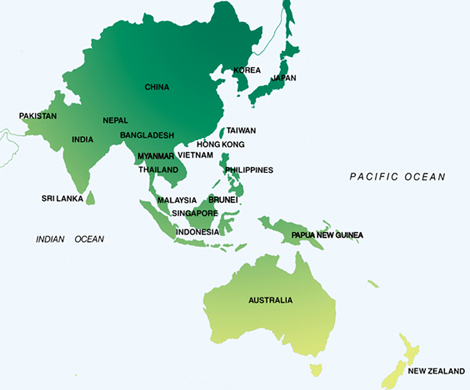 KOREA
JAPAN
CHINA
PAKISTAN
NEPAL
TAIWAN
BANGLADESH
INDIA
HONG KONG
MYANMAR
VIETNAM
THAILAND
PHILIPPINES
PACIFIC OCEAN
SRI LANKA
MALAYSIA
BRUNEI
SINGAPORE
INDONESIA
PAPUA NEW GUINEA
INDIAN OCEAN
AUSTRALIA
NEW ZEALAND